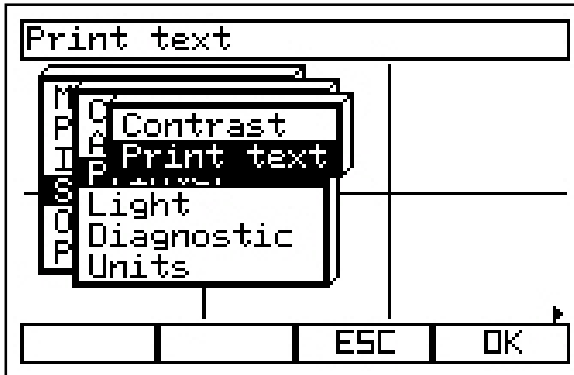 Print text
M
C
P
Contrast
A
I
Print text
P
S
Light
O
Diagnostic
P
Units
ESC
OK